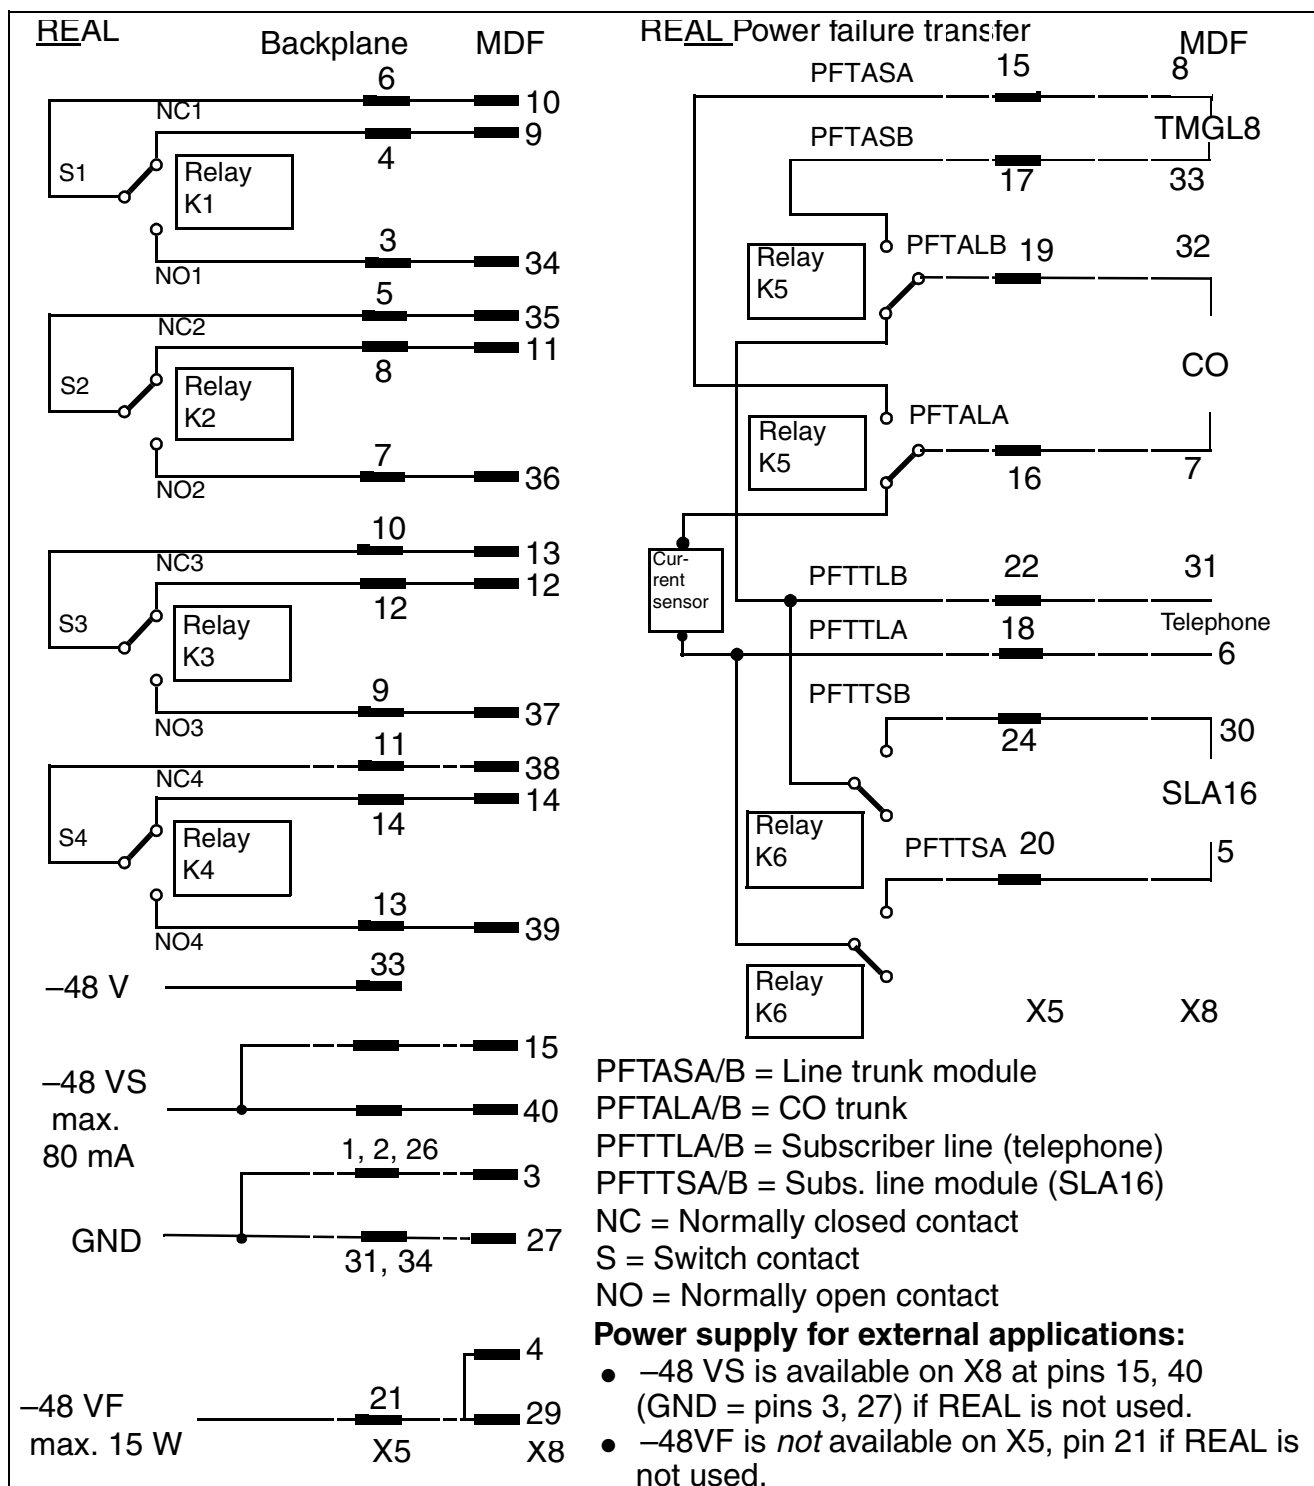 REAL
Backplane
MDF
6
10
NC1
9
4
S1
Relay
K1
3
34
NO1
5
35
NC2
11
8
S2
Relay
K2
7
36
NO2
10
13
NC3
12
12
S3
Relay
K3
9
37
NO3
11
38
NC4
14
14
S4
Relay
K4
13
39
NO4
33
–48 V
15
–48 VS
max.
80 mA
40
1, 2, 26
3
GND
27
31, 34
4
–48 VF
max. 15 W
21
29
X5
X8
REAL Power failure transfer
MDF
PFTASA
15
8
TMGL8
PFTASB
17
33
PFTALB
19
32
Relay
K5
CO
PFTALA
Relay
K5
16
7
Cur-
rent
sensor
PFTTLB
22
31
PFTTLA
18
Telephone
6
PFTTSB
24
30
SLA16
Relay
K6
PFTTSA
20
5
Relay
K6
X5
X8
PFTASA/B = Line trunk module
PFTALA/B = CO trunk
PFTTLA/B = Subscriber line (telephone)
PFTTSA/B = Subs. line module (SLA16)
NC = Normally closed contact
S = Switch contact
NO = Normally open contact
Power supply for external applications:
● –48 VS is available on X8 at pins 15, 40
(GND = pins 3, 27) if REAL is not used.
● –48VF is not available on X5, pin 21 if REAL is
not used.